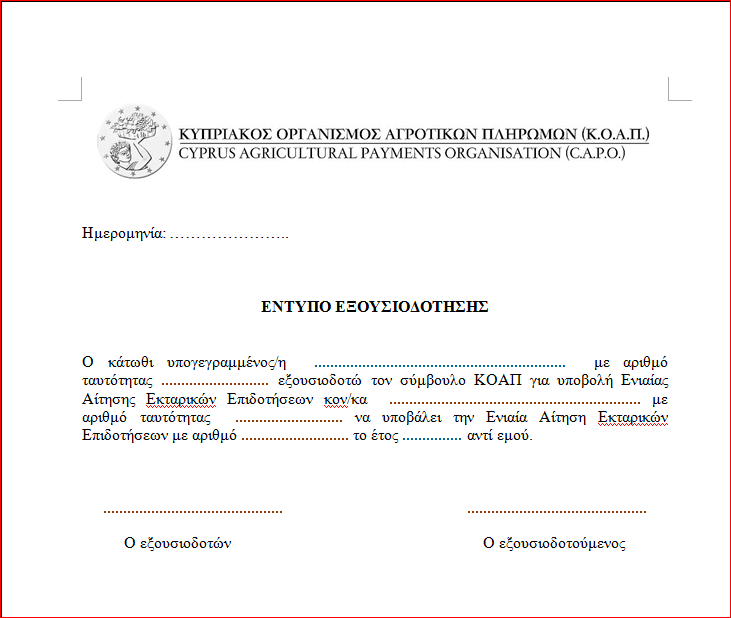 ΚΥΠΡΙΑΚΟΣ ΟΡΓΑΝΙΣΜΟΣ ΑΓΡΟΤΙΚΩΝ ΠΛΗΡΩΜΩΝ (Κ.Ο.Α.Π.)
CYPRUS AGRICULTURAL PAYMENTS ORGANISATION (C.A.P.O.)
Ημερομηνία: …………………..
ΕΝΤΥΠΟ ΕΞΟΥΣΙΟΔΟΤΗΣΗΣ
Ο κάτωθι υπογεγραμμένος/η ............................................................... με αριθμό
ταυτότητας ........................... εξουσιοδοτώ τον σύμβουλο ΚΟΑΠ για υποβολή Ενιαίας
Αίτησης Εκταρικών Επιδοτήσεων κον/κα ............................................................... με
αριθμό ταυτότητας ........................... να υποβάλει την Ενιαία Αίτηση Εκταρικών
Επιδοτήσεων με αριθμό ........................... το έτος ............... αντί εμού.
............................................. .............................................
Ο εξουσιοδοτών Ο εξουσιοδοτούμενος